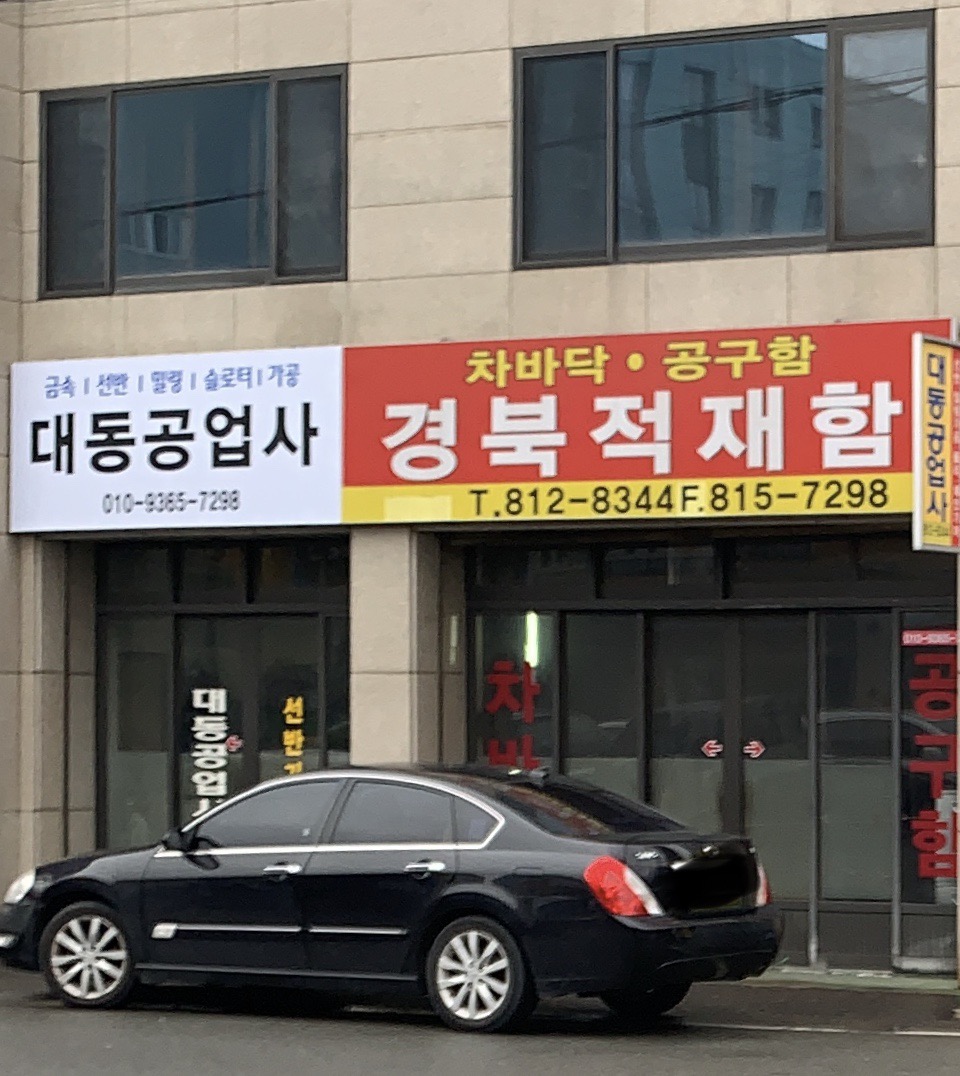 금속 | 선반 | 밀링 | 슬로터 | 가공
대동공업사
010-9365-7298
차바닥 • 공구함
경북적재함
T.812-8344 F.815-7298
대동공업사
대동공업사
선반
차바
공구함